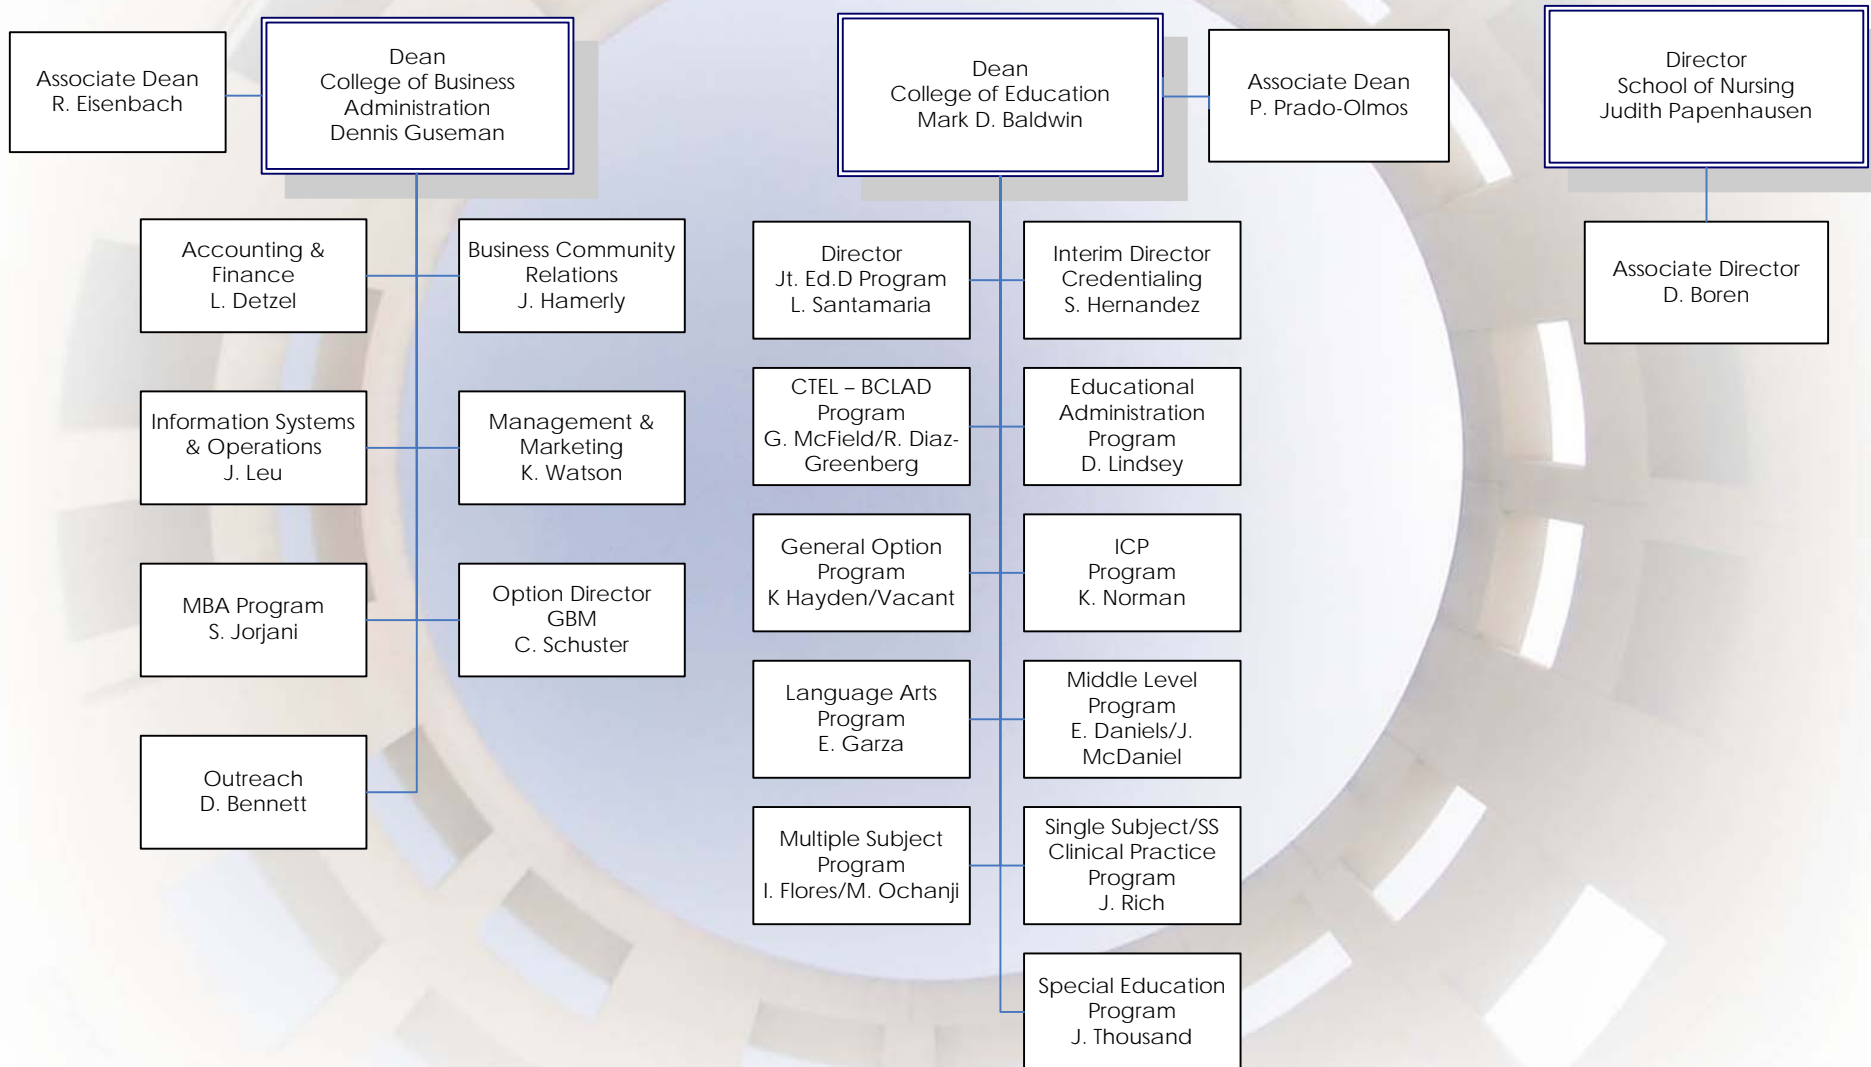 Associate Dean
R. Eisenbach
Dean
College of Business
Administration
Dennis Guseman
Dean
College of Education
Mark D. Baldwin
Associate Dean
P. Prado-Olmos
Director
School of Nursing
Judith Papenhausen
Accounting &
Finance
L. Detzel
Business Community
Relations
J. Hamerly
Director
Jt. Ed.D Program
L. Santamaria
Interim Director
Credentialing
S. Hernandez
Associate Director
D. Boren
Information Systems
& Operations
J. Leu
Management &
Marketing
K. Watson
CTEL – BCLAD
Program
G. McField/R. Diaz-
Greenberg
Educational
Administration
Program
D. Lindsey
MBA Program
S. Jorjani
Option Director
GBM
C. Schuster
General Option
Program
K Hayden/Vacant
ICP
Program
K. Norman
Language Arts
Program
E. Garza
Middle Level
Program
E. Daniels/J.
McDaniel
Outreach
D. Bennett
Multiple Subject
Program
I. Flores/M. Ochanji
Single Subject/SS
Clinical Practice
Program
J. Rich
Special Education
Program
J. Thousand